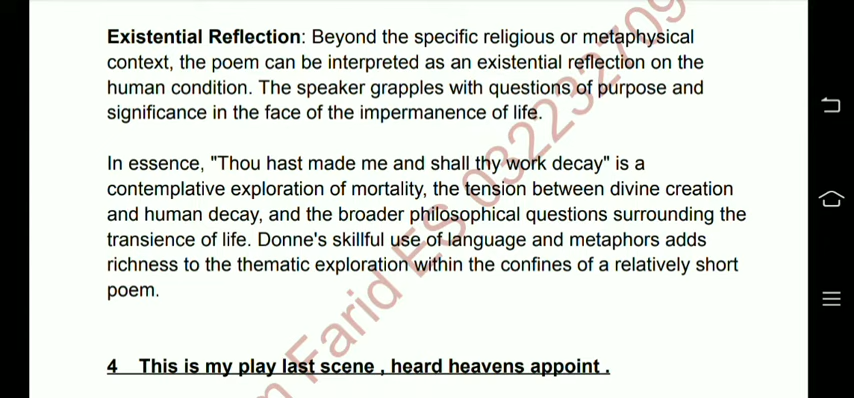 Existential Reflection: Beyond the specific religious or metaphysical
context, the poem can be interpreted as an existential reflection on the
human condition. The speaker grapples with questions of purpose and
significance in the face of the impermanence of life.
In essence, "Thou hast made me and shall thy work decay" is a
contemplative exploration of mortality, the tension between divine creation
and human decay, and the broader philosophical questions surrounding the
transience of life. Donne's skillful use of language and metaphors adds
richness to the thematic exploration within the confines of a relatively short
poem.
4 This is my play last scene , heard heavens appoint .
Farid ES 0322232709